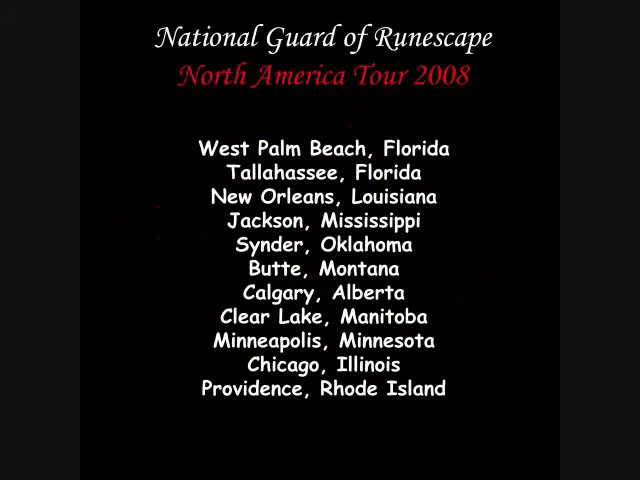 National Guard of Runescape
North America Tour 2008
West Palm Beach, Florida
Tallahassee, Florida
New Orleans, Louisiana
Jackson, Mississippi
Synder, Oklahoma
Butte, Montana
Calgary, Alberta
Clear Lake, Manitoba
Minneapolis, Minnesota
Chicago, Illinois
Providence, Rhode Island